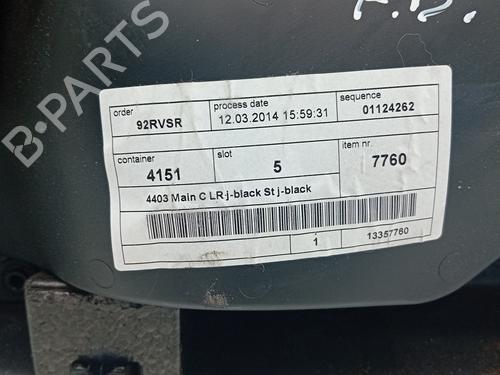 B-PARTS
order
92RVSR
process date
12.03.2014 15:59:31
sequence
01124262
container
4151
slot
5
item nr.
7760
4403 Main C LR j-black St j-black
1
13357760